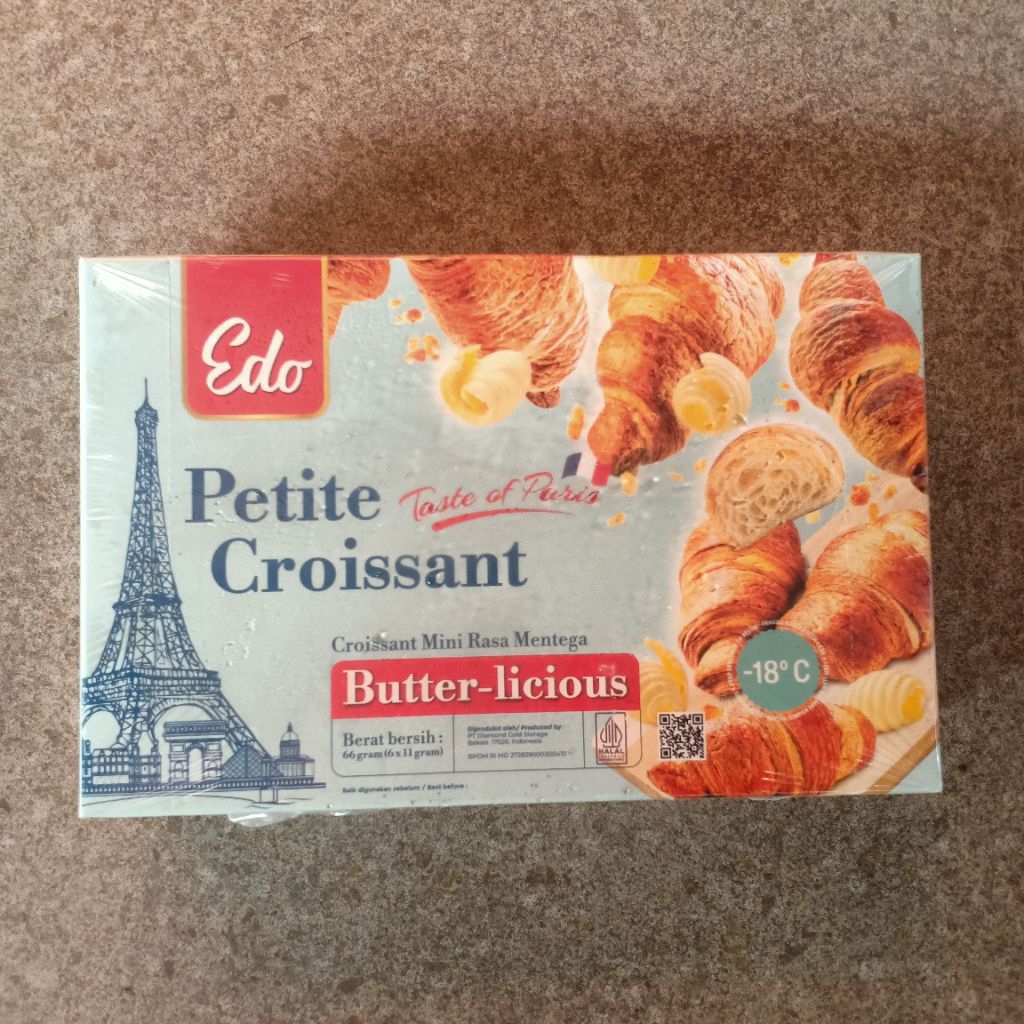 Edo
Petite
Taste of Paris
Croissant
Croissant Mini Rasa Mentega
Butter-licious
Berat bersih :
66 gram (6 x 11 gram)
Diproduksi oleh/ Produced by
PT Diamond Cold Storage
Bekasi 17520, Indonesia
HALAL
-18° C
Baik digunakan sebelum / Best before :